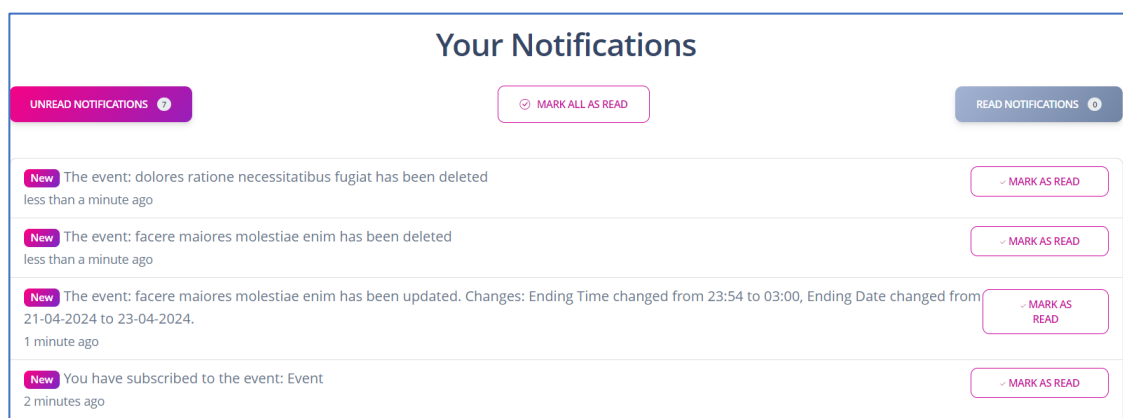 Your Notifications
UNREAD NOTIFICATIONS 7
MARK ALL AS READ
READ NOTIFICATIONS 0
New The event: dolores ratione necessitatibus fugiat has been deleted
MARK AS READ
less than a minute ago
New The event: facere maiores molestiae enim has been deleted
MARK AS READ
less than a minute ago
New The event: facere maiores molestiae enim has been updated. Changes: Ending Time changed from 23:54 to 03:00, Ending Date changed from
21-04-2024 to 23-04-2024.
MARK AS
READ
1 minute ago
New You have subscribed to the event: Event
MARK AS READ
2 minutes ago